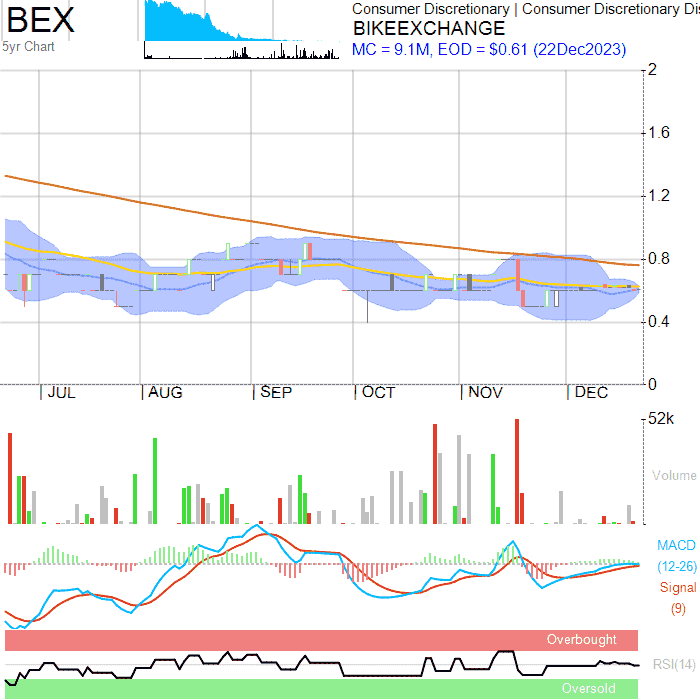 BEX
5yr Chart
Consumer Discretionary | Consumer Discretionary Dis
BIKEEXCHANGE
MC = 9.1M, EOD = $0.61 (22Dec2023)
2
1.6
1.2
0.8
0.4
0
JUL AUG SEP OCT NOV DEC
52k
Volume
MACD
(12-26)
Signal
(9)
Overbought
RSI(14)
Oversold